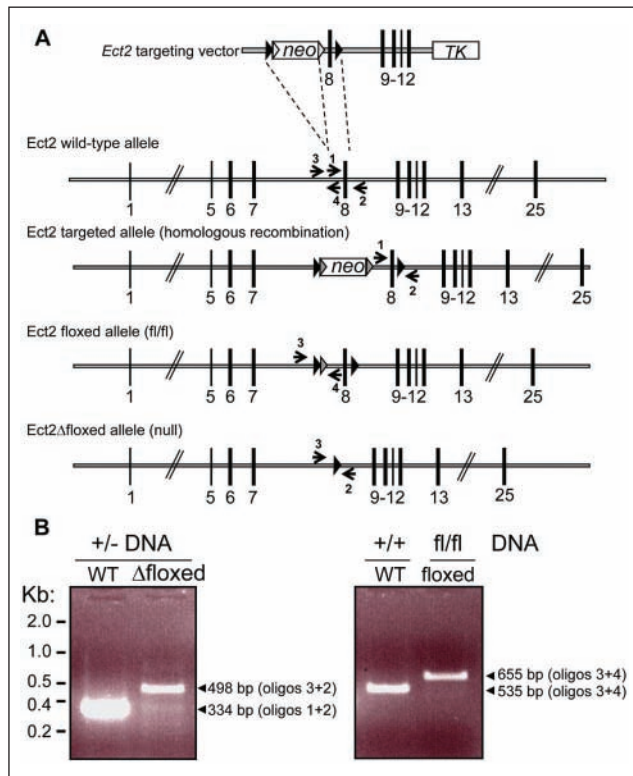 A
Ect2 targeting vector
neo
TK
8
9-12
Ect2 wild-type allele
3 1
4 2
1 5 6 7 8 9-12 13 25
Ect2 targeted allele (homologous recombination)
neo
1
2
1 5 6 7 8 9-12 13 25
Ect2 floxed allele (fl/fl)
3
4
1 5 6 7 8 9-12 13 25
Ect2Δfloxed allele (null)
3
2
1 5 6 7 9-12 13 25
B
+/- DNA
+/+ fl/fl DNA
WT Δfloxed
WT floxed
Kb:
2.0
1.0
0.5
0.4
0.2
498 bp (oligos 3+2)
334 bp (oligos 1+2)
655 bp (oligos 3+4)
535 bp (oligos 3+4)